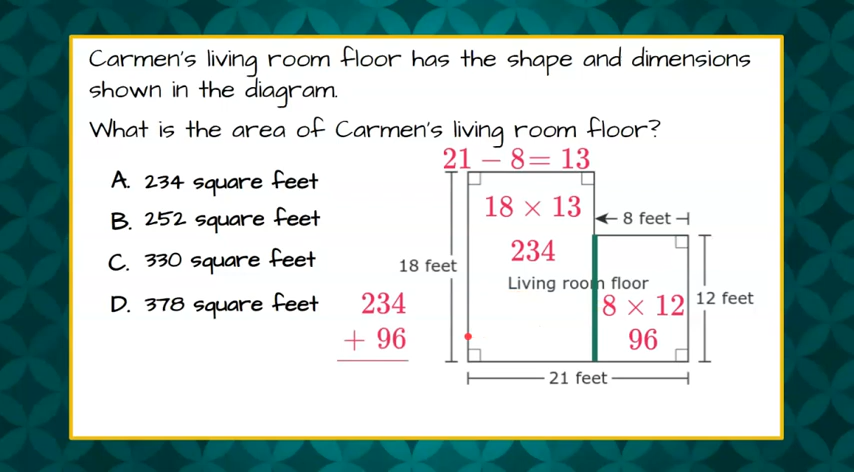 Carmen's living room floor has the shape and dimensions
shown in the diagram.
What is the area of Carmen's living room floor?
21 − 8= 13
A. 234 square feet
B. 252 square feet
C. 330 square feet
D. 378 square feet
18 × 13
8 feet
234
18 feet
Living room floor
8 × 12
12 feet
96
234
+ 96
21 feet